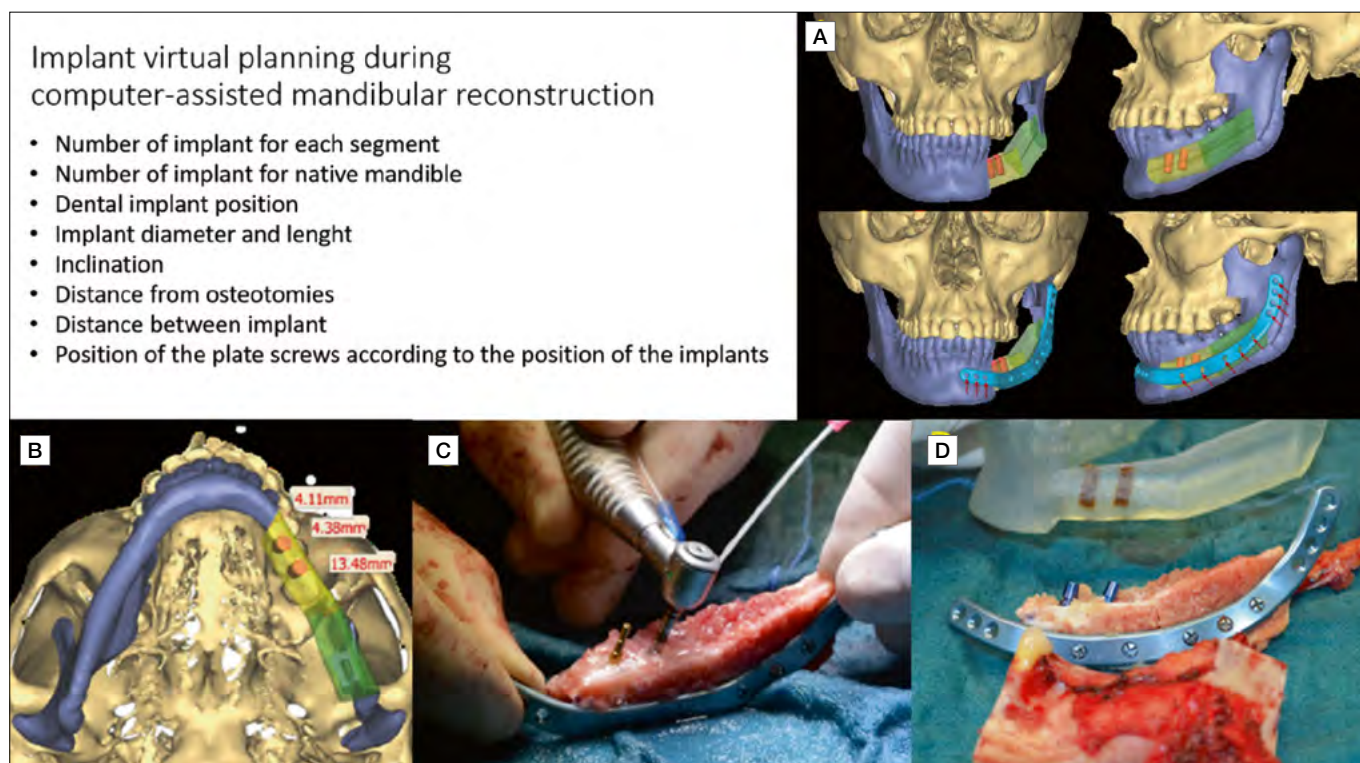 Implant virtual planning during
computer-assisted mandibular reconstruction
• Number of implant for each segment
• Number of implant for native mandible
• Dental implant position
• Implant diameter and lenght
• Inclination
• Distance from osteotomies
• Distance between implant
• Position of the plate screws according to the position of the implants
A
B
4.11mm
4.38mm
13.48mm
C
D